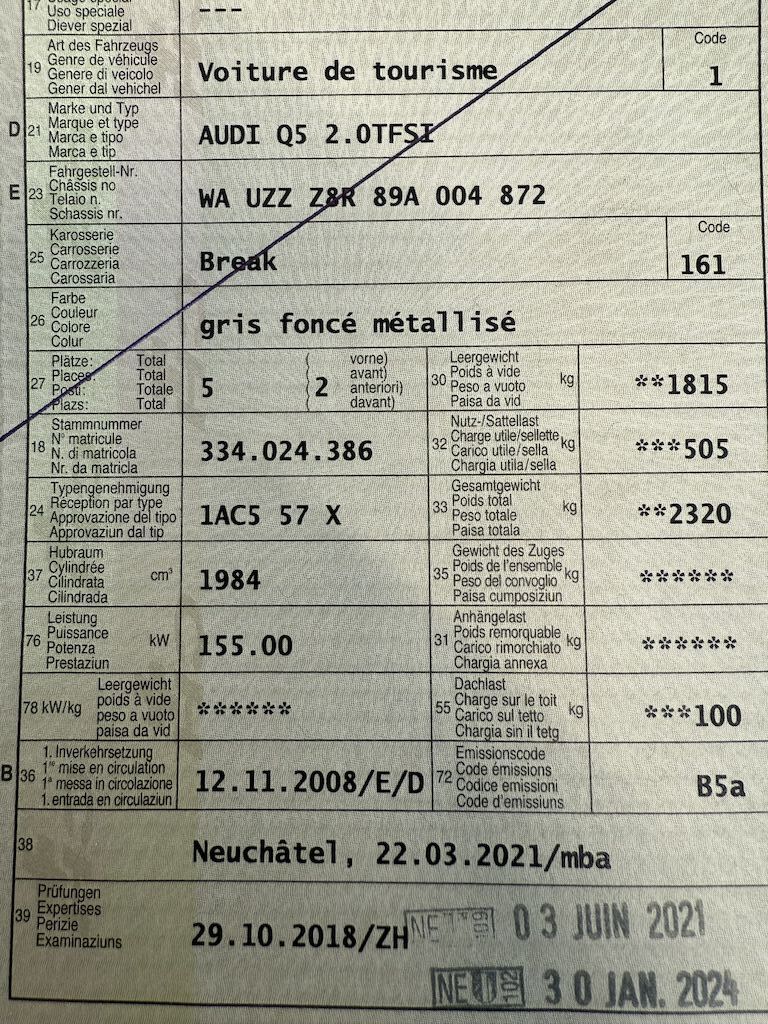 17
Uso speciale
Diever spezial
---
19
Art des Fahrzeugs
Genre de véhicule
Genere di veicolo
Gener dal vehichel
Voiture de tourisme
Code
1
D 21
Marke und Typ
Marque et type
Marca e tipo
Marca e tip
AUDI Q5 2.0TFSI
E 23
Fahrgestell-Nr.
Châssis no
Telaio n.
Schassis nr.
WA UZZ Z8R 89A 004 872
25
Karosserie
Carrosserie
Carrozzeria
Carossaria
Break
Code
161
26
Farbe
Couleur
Colore
Colur
gris foncé métallisé
27
Plätze: Total
Places: Total
Posti: Totale
Plazs: Total
5
( vorne)
( avant)
( anteriori)
( davant)
2
30
Leergewicht
Poids à vide
Peso a vuoto
Paisa da vid
kg
**1815
18
Stammnummer
N° matricule
N. di matricola
Nr. da matricla
334.024.386
32
Nutz-/Sattellast
Charge utile/sellette
Carico utile/sella
Chargia utila/sella
kg
***505
24
Typengenehmigung
Réception par type
Approvazione del tipo
Approvaziun dal tip
1AC5 57 X
33
Gesamtgewicht
Poids total
Peso totale
Paisa totala
kg
**2320
37
Hubraum
Cylindrée
Cilindrata
Cilindrada
cm³
1984
35
Gewicht des Zuges
Poids de l'ensemble
Peso del convoglio
Paisa cumposiziun
kg
******
76
Leistung
Puissance
Potenza
Prestaziun
kW
155.00
31
Anhängelast
Poids remorquable
Carico rimorchiato
Chargia annexa
kg
******
78 kW/kg
Leergewicht
poids à vide
peso a vuoto
paisa da vid
******
55
Dachlast
Charge sur le toit
Carico sul tetto
Chargia sin il tetg
kg
***100
B 36
1. Inverkehrsetzung
1re mise en circulation
1a messa in circolazione
1. entrada en circulaziun
12.11.2008/E/D
72
Emissionscode
Code émissions
Codice emissioni
Code d'emissiuns
B5a
38
Neuchâtel, 22.03.2021/mba
39
Prüfungen
Expertises
Perizie
Examinaziuns
29.10.2018/ZH
NE
03 JUIN 2021
NE 102
30 JAN. 2024